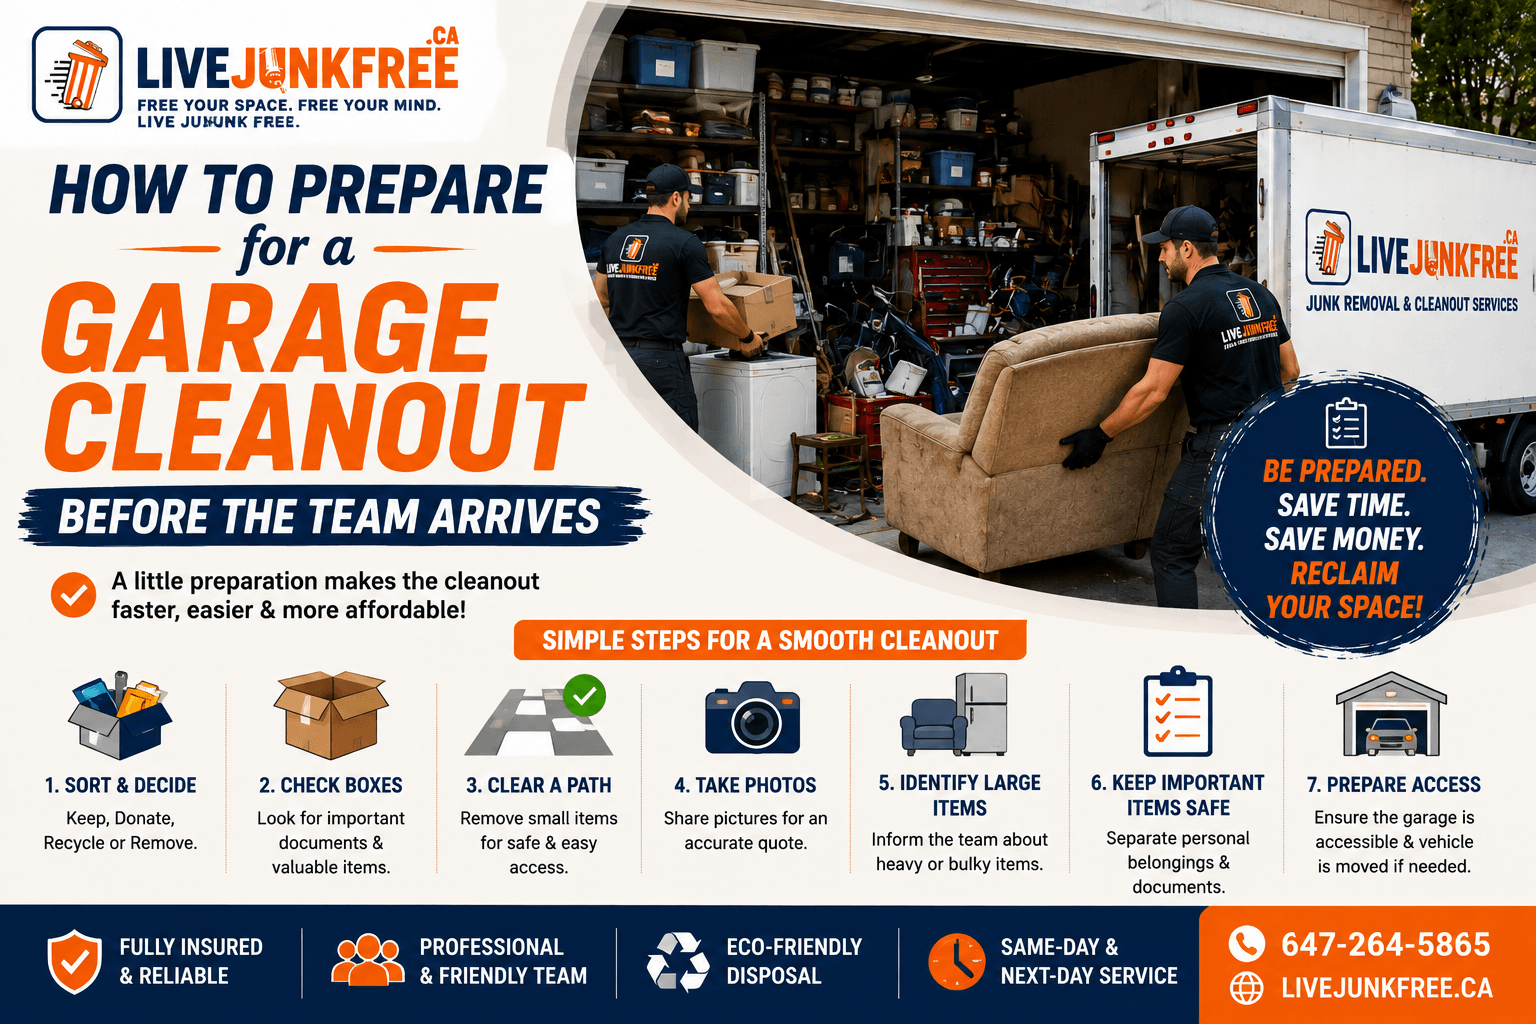 LIVEJUNKFREE.CA
FREE YOUR SPACE. FREE YOUR MIND.
LIVE JUNK FREE.
HOW TO PREPARE
for a
GARAGE
CLEANOUT
BEFORE THE TEAM ARRIVES
A little preparation makes the cleanout
faster, easier & more affordable!
LIVEJUNKFREE
LIVEJUNKFREE
LIVEJUNKFREE.CA
JUNK REMOVAL & CLEANOUT SERVICES
BE PREPARED.
SAVE TIME.
SAVE MONEY.
RECLAIM
YOUR SPACE!
SIMPLE STEPS FOR A SMOOTH CLEANOUT
1. SORT & DECIDE
Keep, Donate,
Recycle or Remove.
2. CHECK BOXES
Look for important
documents &
valuable items.
3. CLEAR A PATH
Remove small items
for safe & easy
access.
4. TAKE PHOTOS
Share pictures for an
accurate quote.
5. IDENTIFY LARGE
ITEMS
Inform the team about
heavy or bulky items.
6. KEEP IMPORTANT
ITEMS SAFE
Separate personal
belongings &
documents.
7. PREPARE ACCESS
Ensure the garage is
accessible & vehicle
is moved if needed.
FULLY INSURED
& RELIABLE
PROFESSIONAL
& FRIENDLY TEAM
ECO-FRIENDLY
DISPOSAL
SAME-DAY &
NEXT-DAY SERVICE
647-264-5865
LIVEJUNKFREE.CA